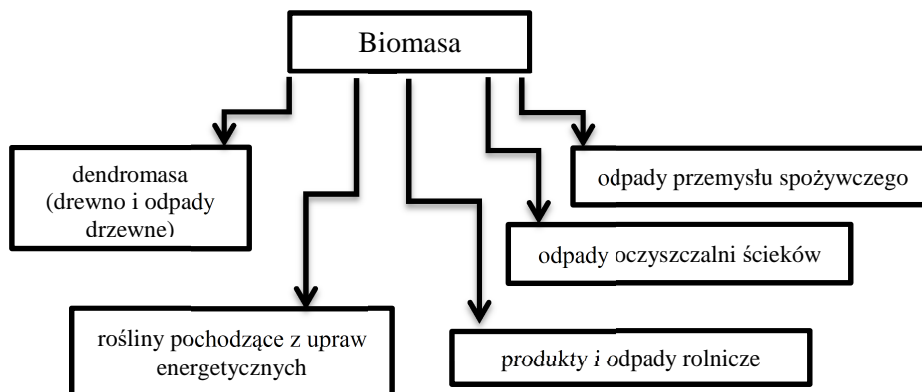 Biomasa
dendromasa
(drewno i odpady
drzewne)
odpady przemysłu spożywczego
odpady oczyszczalni ścieków
rośliny pochodzące z upraw
energetycznych
produkty i odpady rolnicze